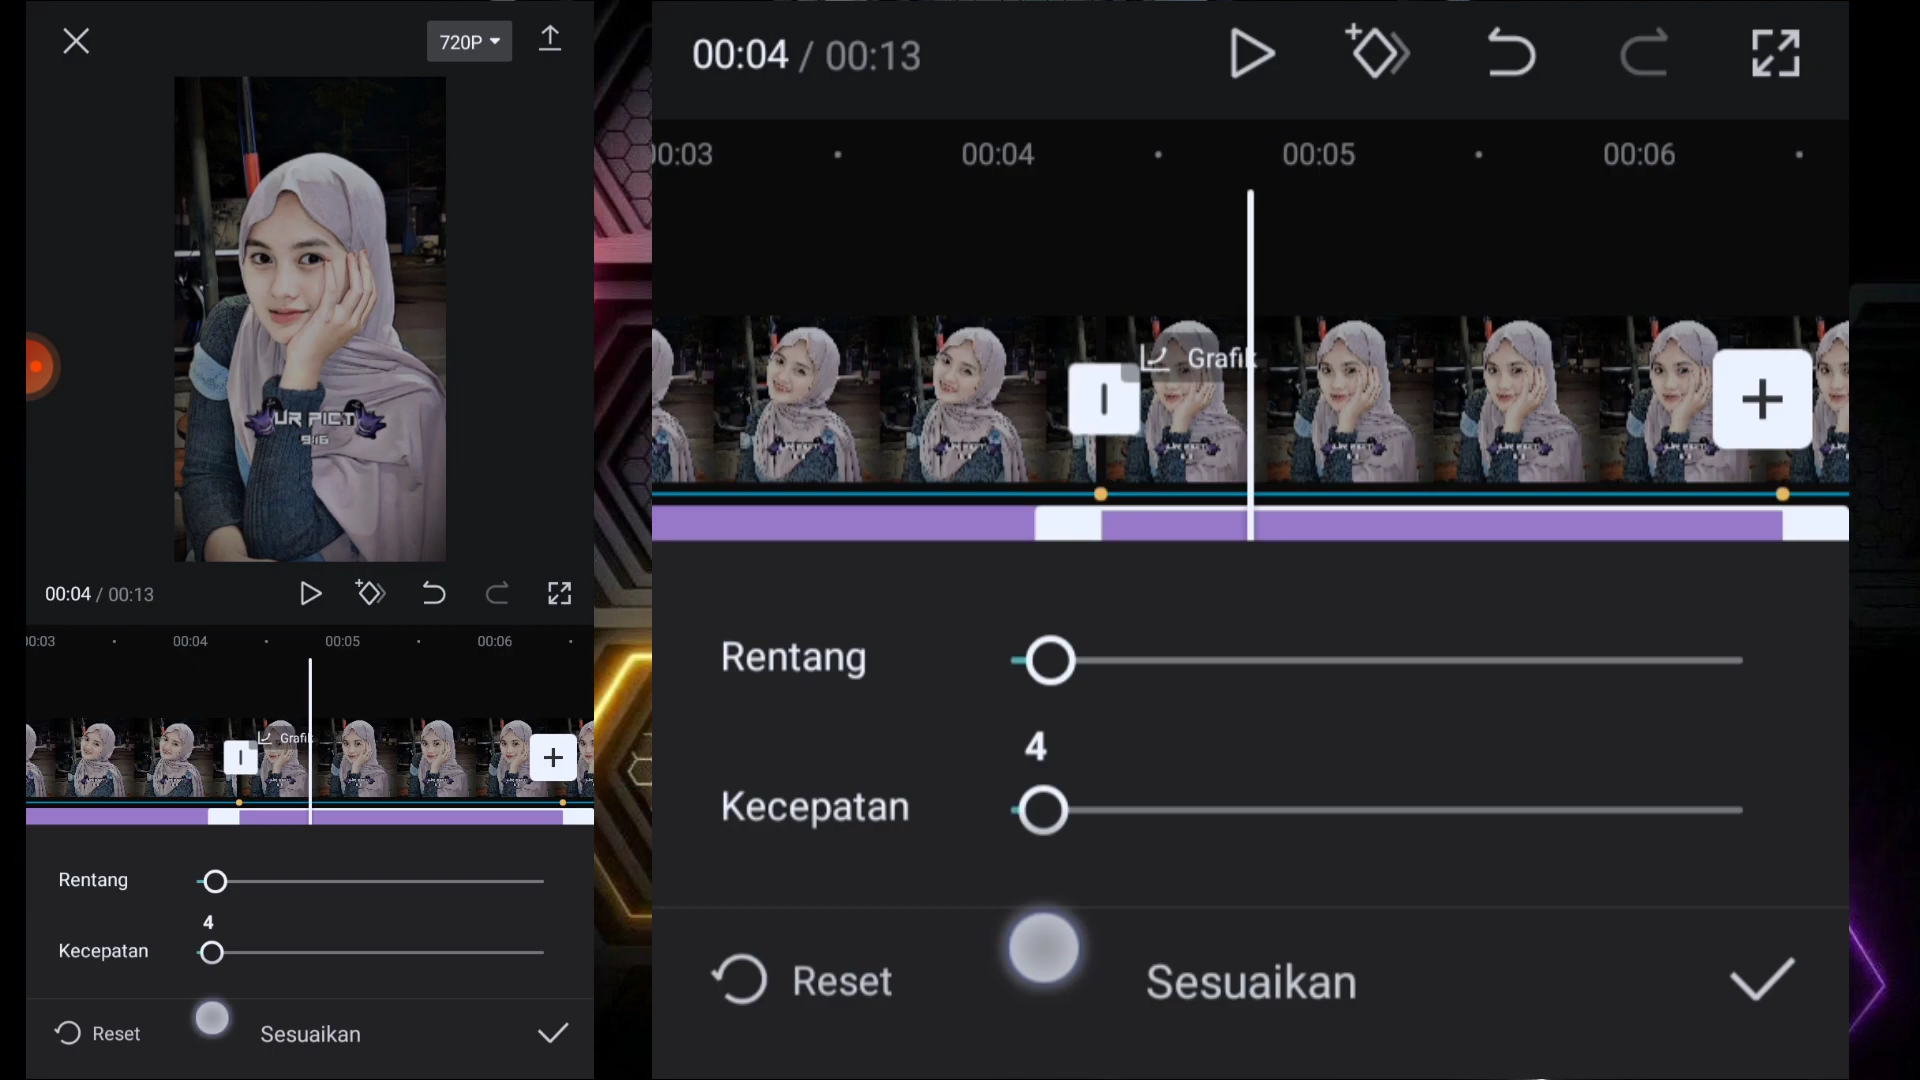 720P
UR PICT
9:16
00:04 / 00:13
00:03 00:04 00:05 00:06
Grafik
Rentang
4
Kecepatan
Reset Sesuaikan
00:04 / 00:13
00:03 00:04 00:05 00:06
Grafik
Rentang
4
Kecepatan
Reset Sesuaikan